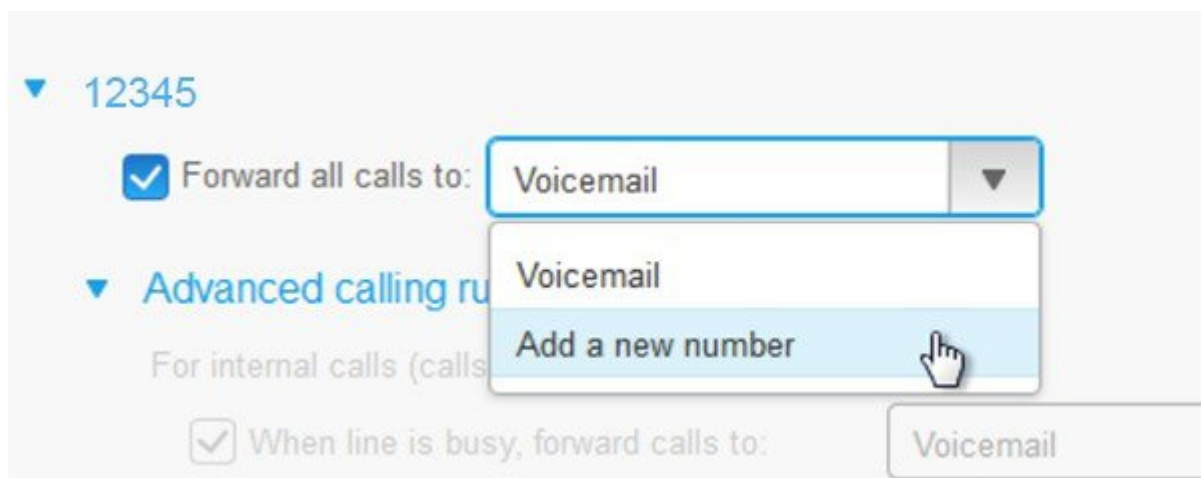 12345
Forward all calls to: Voicemail
Voicemail
Advanced calling ru
Add a new number
For internal calls (calls
When line is busy, forward calls to: Voicemail